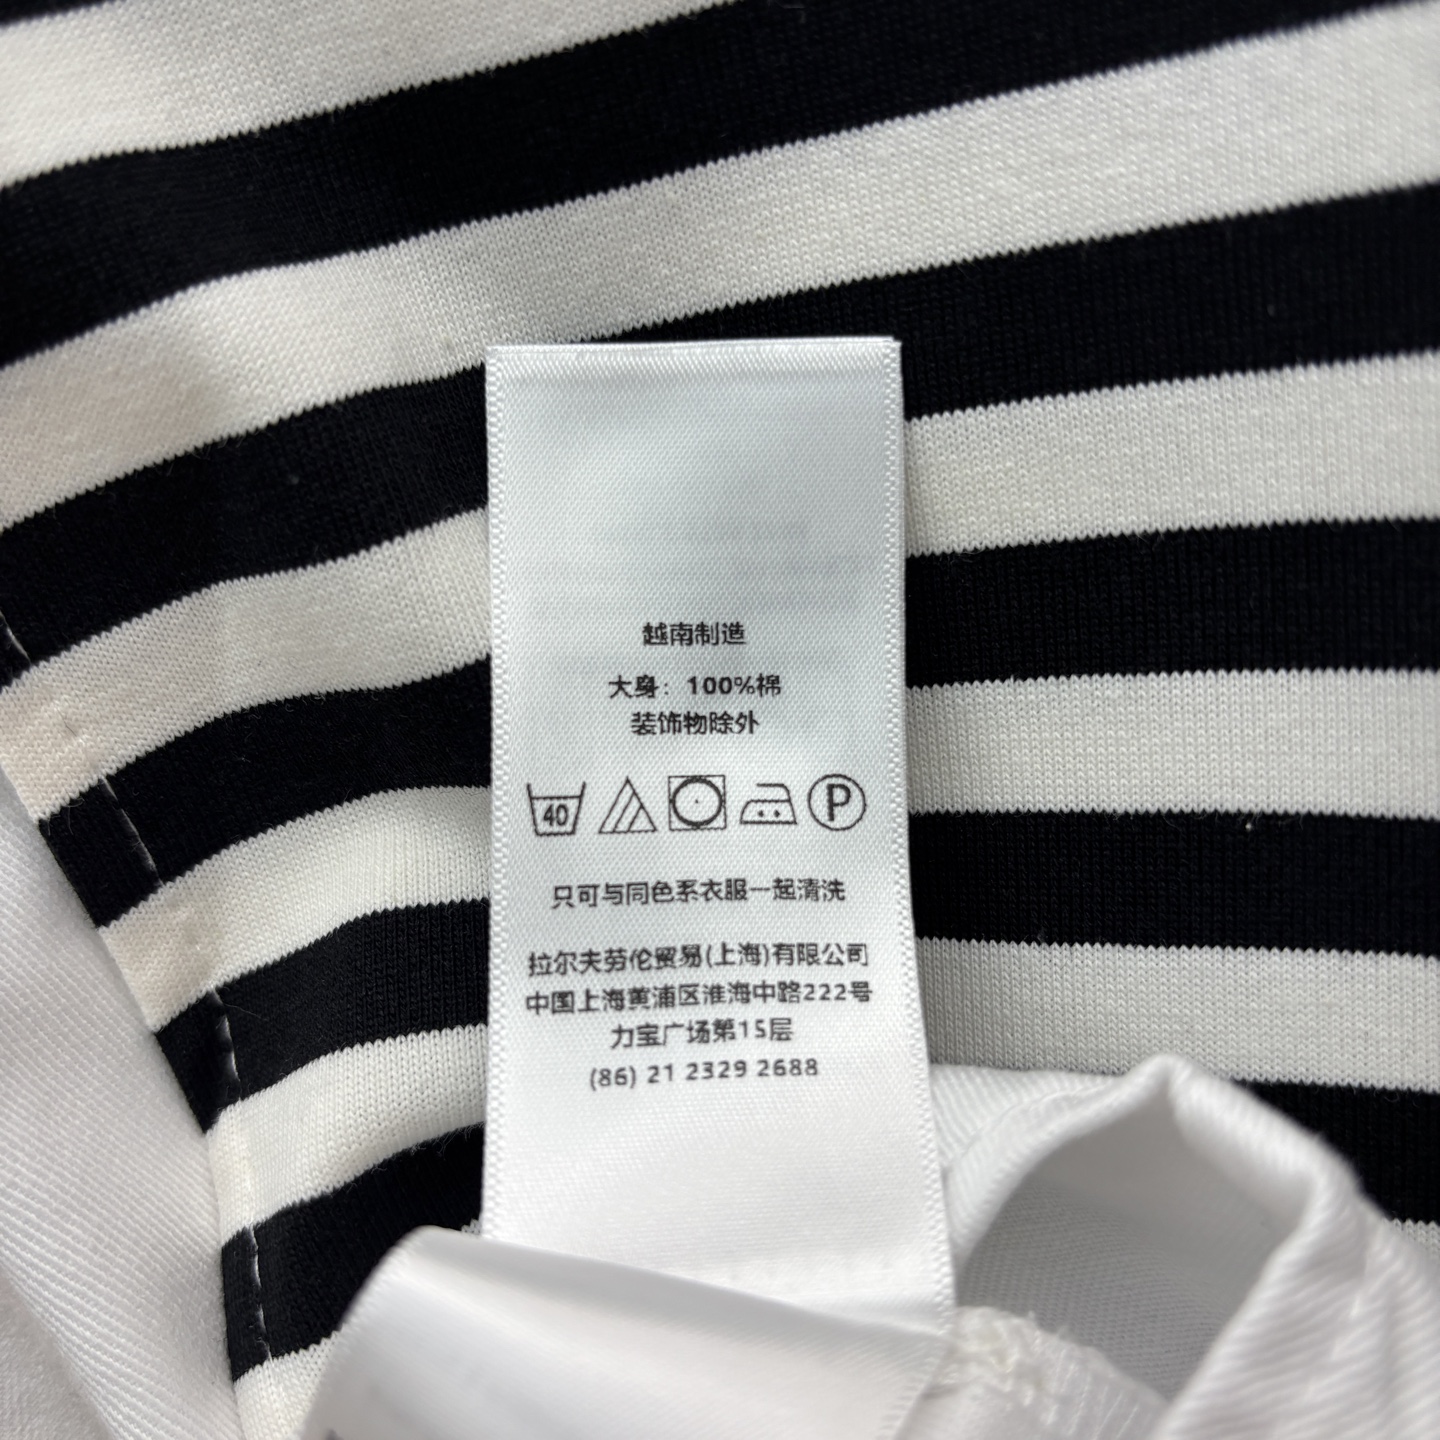 越南制造
大身：100%棉
装饰物除外
40
P
只可与同色系衣服一起清洗
拉尔夫劳伦贸易(上海)有限公司
中国上海黄浦区淮海中路222号
力宝广场第15层
(86) 21 2329 2688